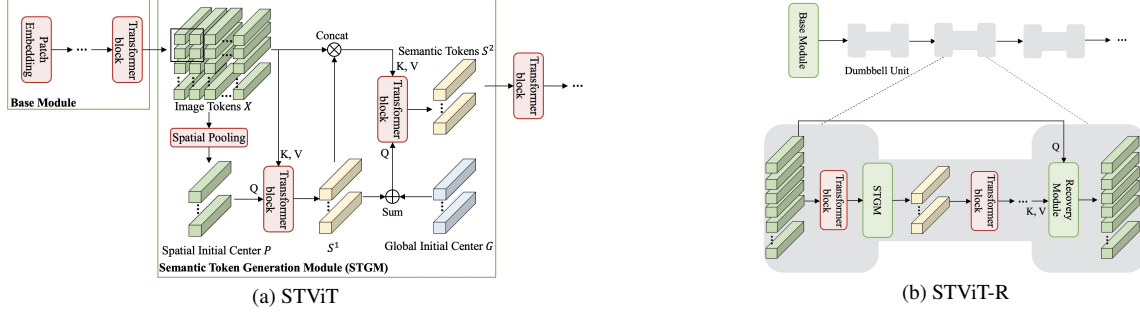 Patch
Embedding
...
Transformer
block
Base Module
Image Tokens X
Spatial Pooling
Spatial Initial Center P
Q
K, V
Transformer
block
S¹
Concat
K, V
Transformer
block
Q
Sum
Semantic Tokens S²
Global Initial Center G
Semantic Token Generation Module (STGM)
Transformer
block
...
(a) STViT
Base Module
Dumbbell Unit
...
Q
Transformer
block
STGM
Transformer
block
...
K, V
Recovery
Module
(b) STViT-R